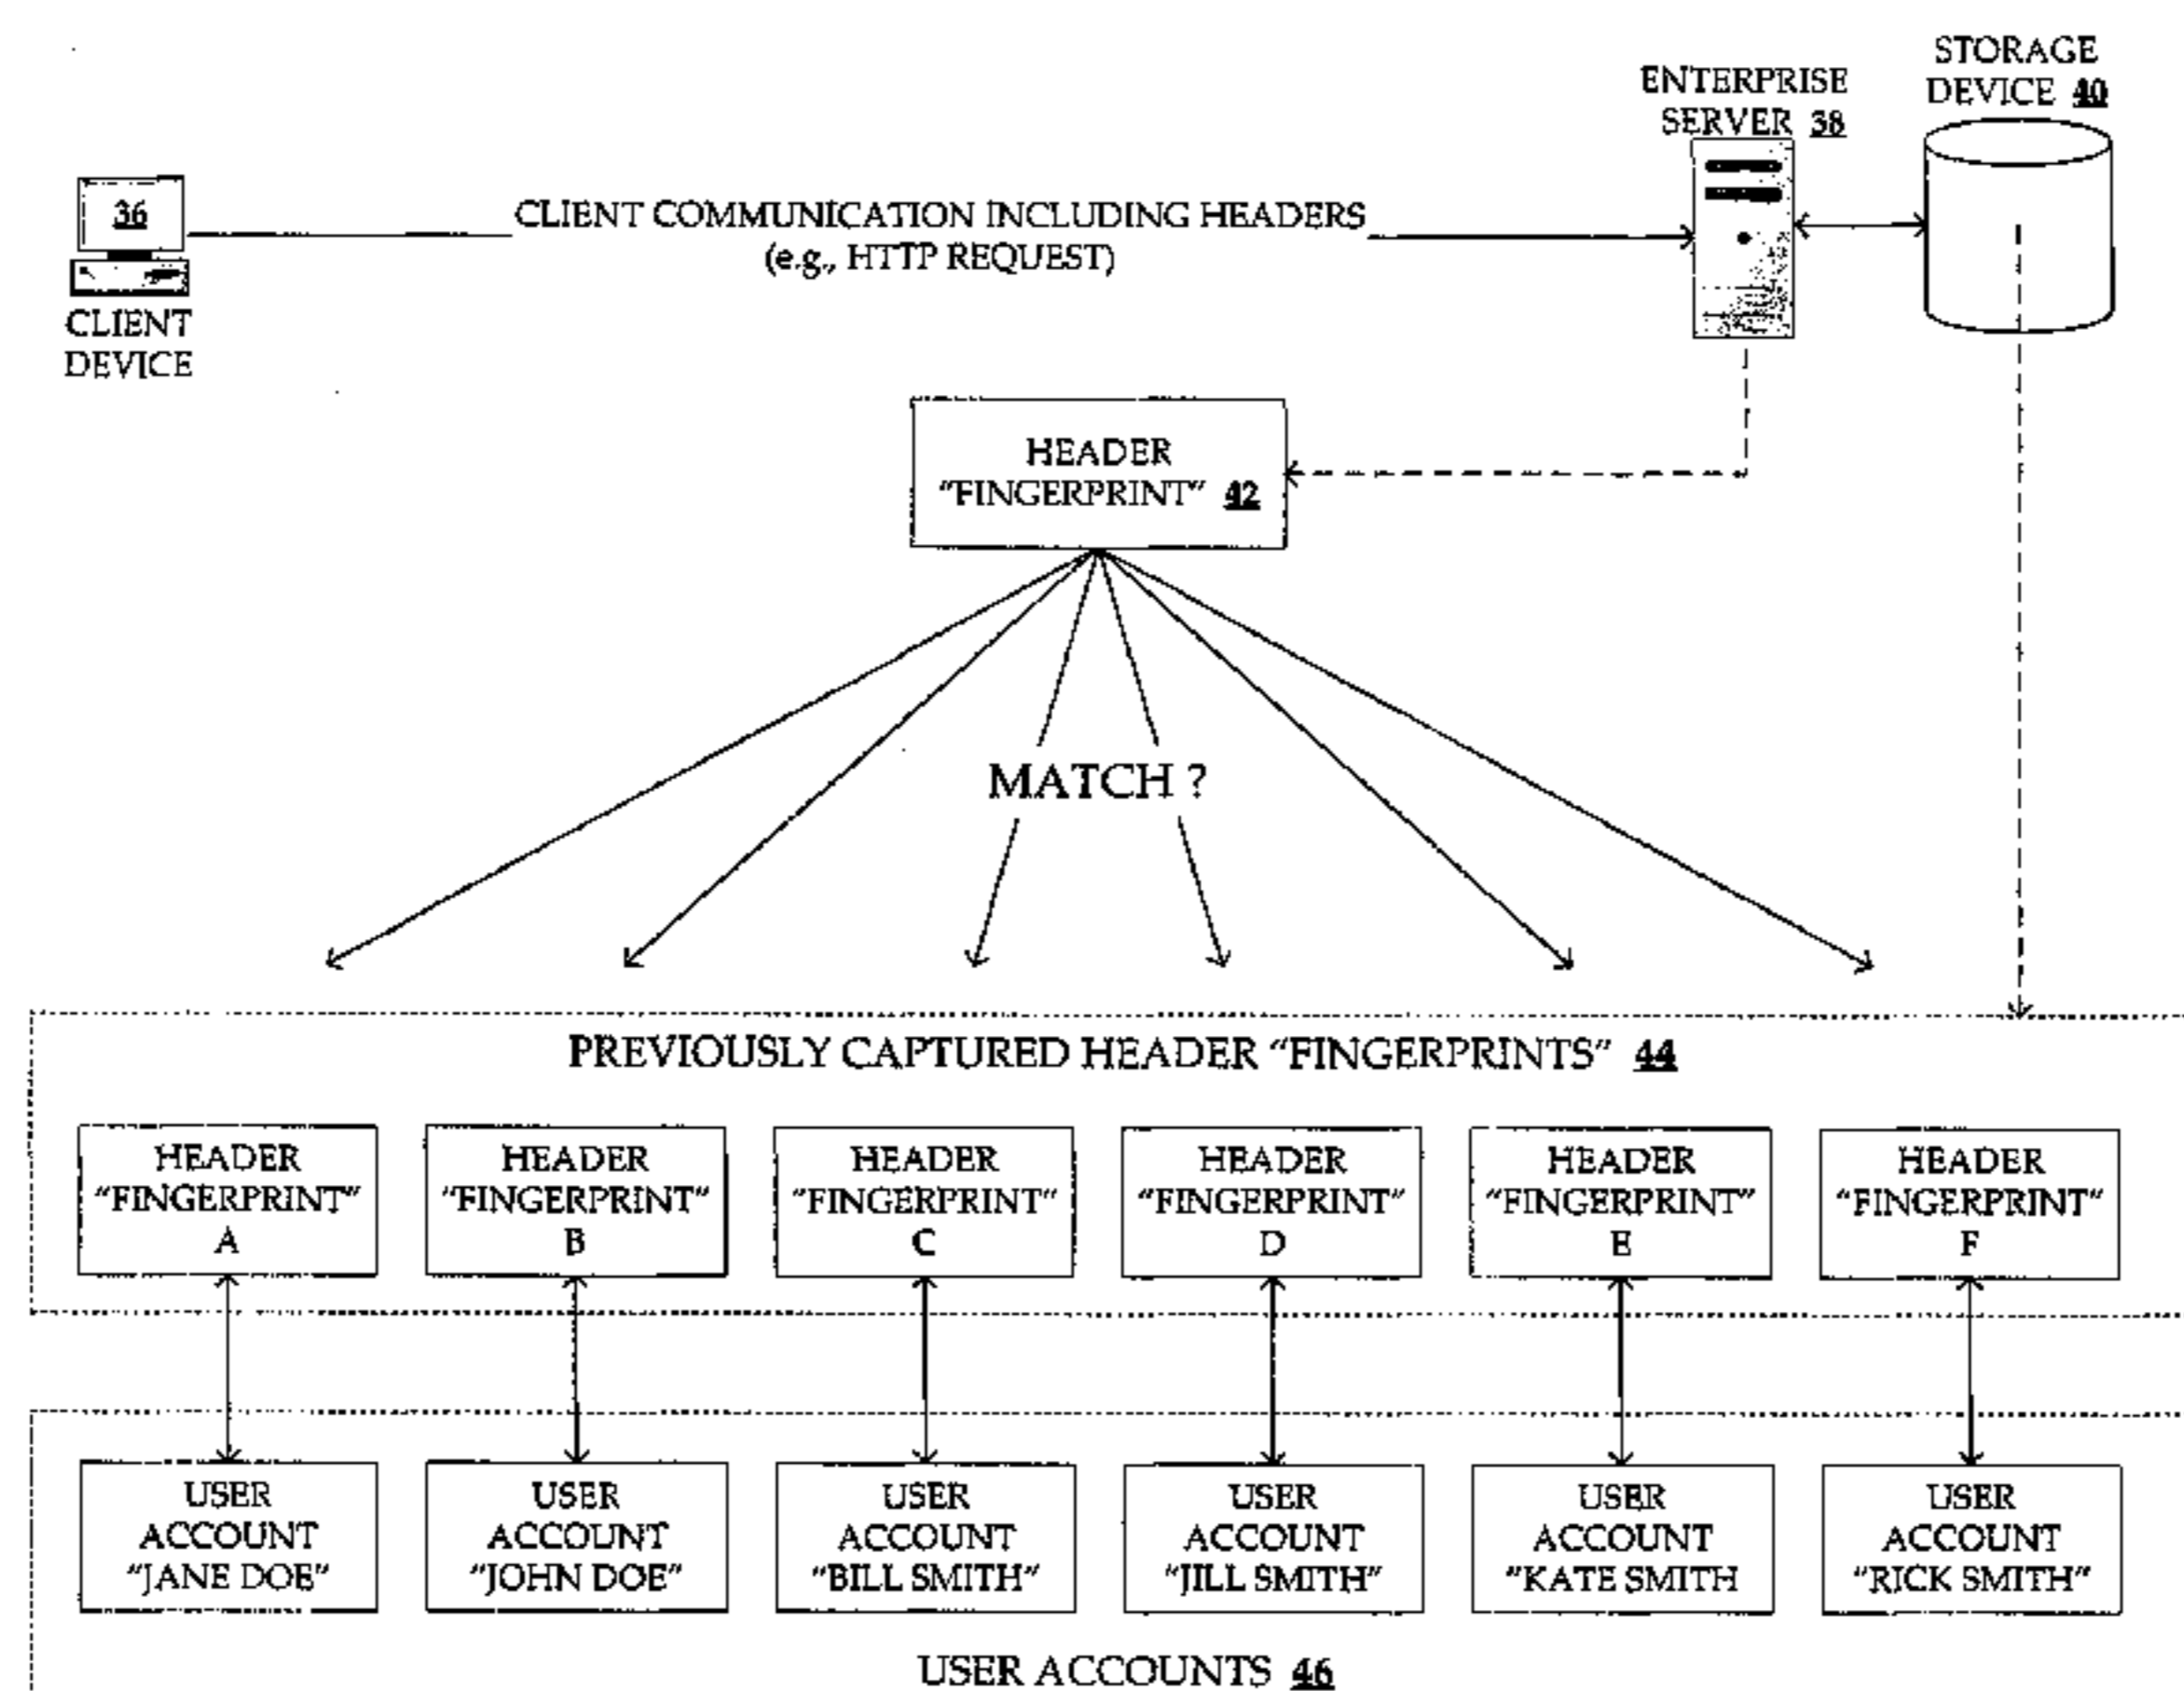 STORAGE
DEVICE 40
ENTERPRISE
SERVER 38
36
CLIENT COMMUNICATION INCLUDING HEADERS
(e.g., HTTP REQUEST)
CLIENT
DEVICE
HEADER
"FINGERPRINT" 42
MATCH ?
PREVIOUSLY CAPTURED HEADER "FINGERPRINTS" 44
HEADER
"FINGERPRINT"
A
HEADER
"FINGERPRINT"
B
HEADER
"FINGERPRINT"
C
HEADER
"FINGERPRINT"
D
HEADER
"FINGERPRINT"
E
HEADER
"FINGERPRINT"
F
USER
ACCOUNT
"JANE DOE"
USER
ACCOUNT
"JOHN DOE"
USER
ACCOUNT
"BILL SMITH"
USER
ACCOUNT
"JILL SMITH"
USER
ACCOUNT
"KATE SMITH
USER
ACCOUNT
"RICK SMITH"
USER ACCOUNTS 46